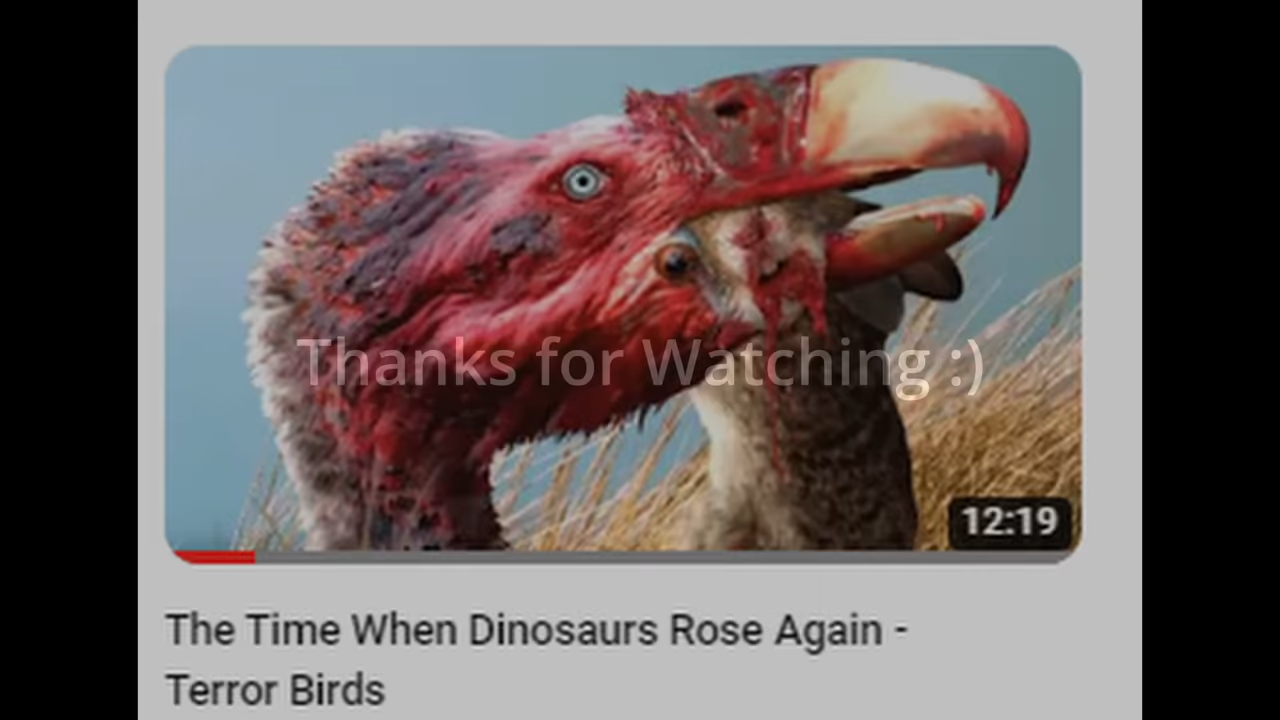 Thanks for Watching :)
12:19
The Time When Dinosaurs Rose Again -
Terror Birds